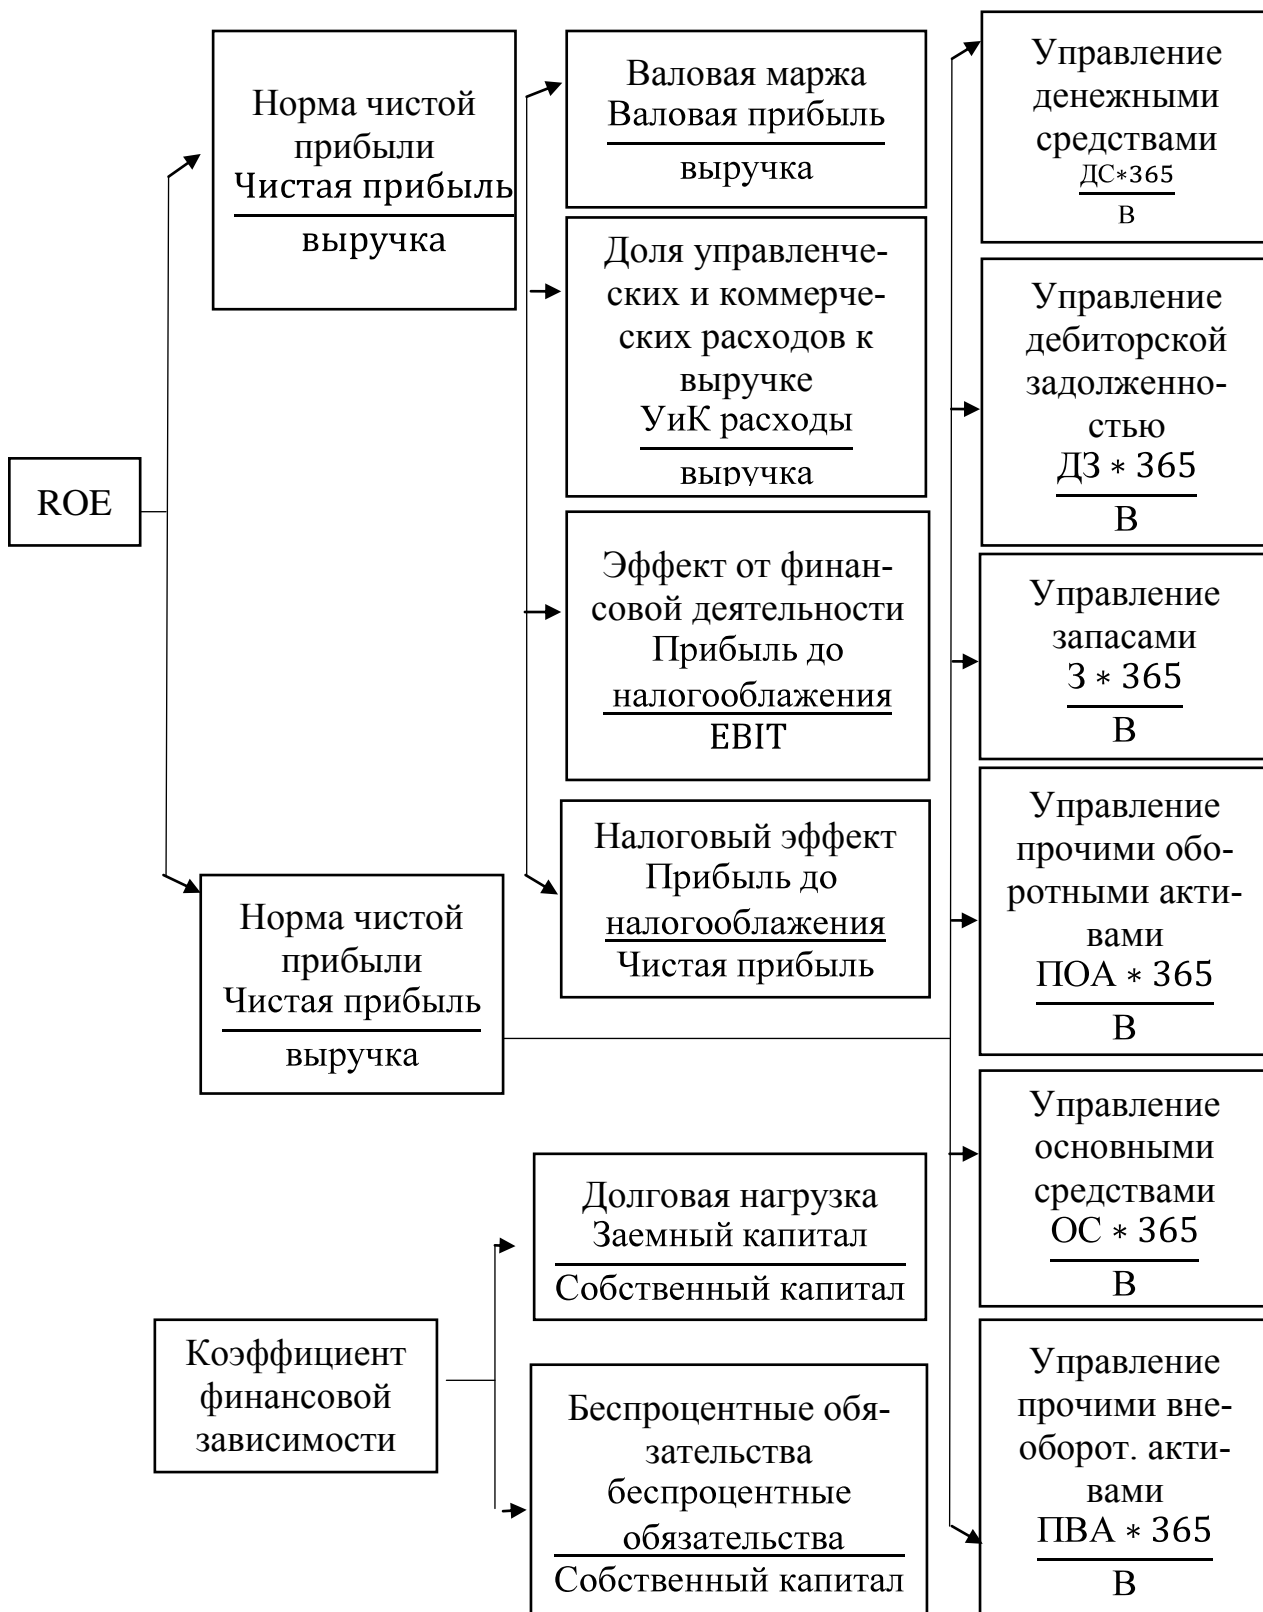 ROE
Норма чистой
прибыли
Чистая прибыль
выручка
Норма чистой
прибыли
Чистая прибыль
выручка
Коэффициент
финансовой
зависимости
Валовая маржа
Валовая прибыль
выручка
Доля управленче-
ских и коммерче-
ских расходов к
выручке
УиК расходы
выручка
Эффект от финан-
совой деятельности
Прибыль до
налогооблажения
EBIT
Налоговый эффект
Прибыль до
налогооблажения
Чистая прибыль
Долговая нагрузка
Заемный капитал
Собственный капитал
Беспроцентные обя-
зательства
беспроцентные
обязательства
Собственный капитал
Управление
денежными
средствами
ДС*365
В
Управление
дебиторской
задолженно-
стью
ДЗ * 365
В
Управление
запасами
З * 365
В
Управление
прочими обо-
ротными акти-
вами
ПОА * 365
В
Управление
основными
средствами
ОС * 365
В
Управление
прочими вне-
оборот. акти-
вами
ПВА * 365
В